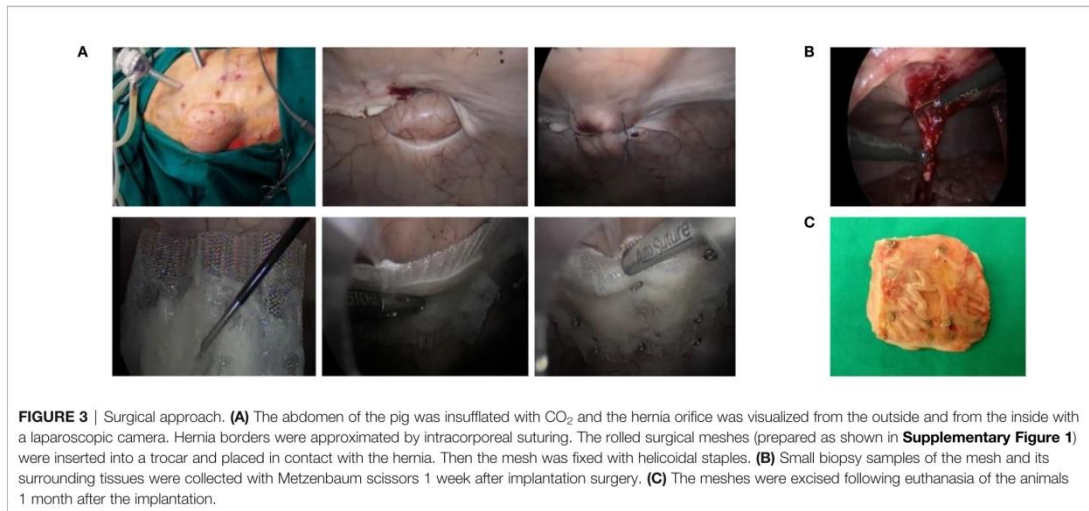 A
B
Auto Suture
C
STORZ
FIGURE 3 | Surgical approach. (A) The abdomen of the pig was insufflated with CO₂ and the hernia orifice was visualized from the outside and from the inside with
a laparoscopic camera. Hernia borders were approximated by intracorporeal suturing. The rolled surgical meshes (prepared as shown in Supplementary Figure 1)
were inserted into a trocar and placed in contact with the hernia. Then the mesh was fixed with helicoidal staples. (B) Small biopsy samples of the mesh and its
surrounding tissues were collected with Metzenbaum scissors 1 week after implantation surgery. (C) The meshes were excised following euthanasia of the animals
1 month after the implantation.